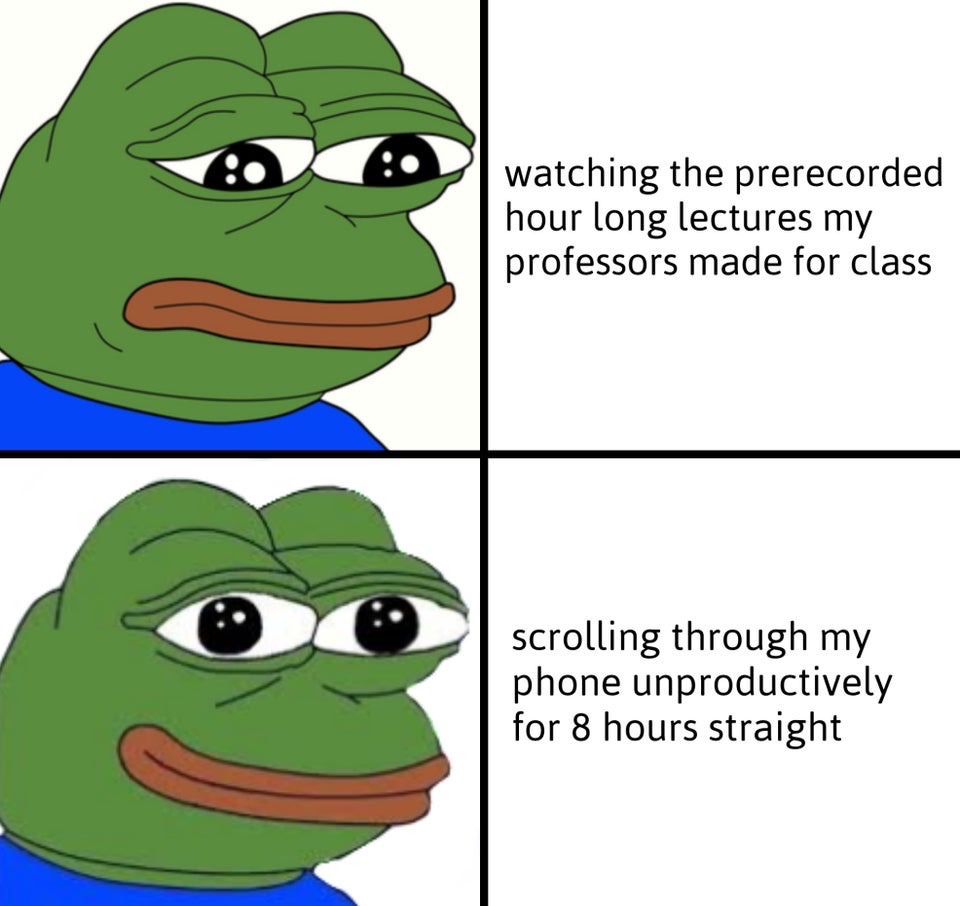 watching the prerecorded
hour long lectures my
professors made for class
scrolling through my
phone unproductively
for 8 hours straight